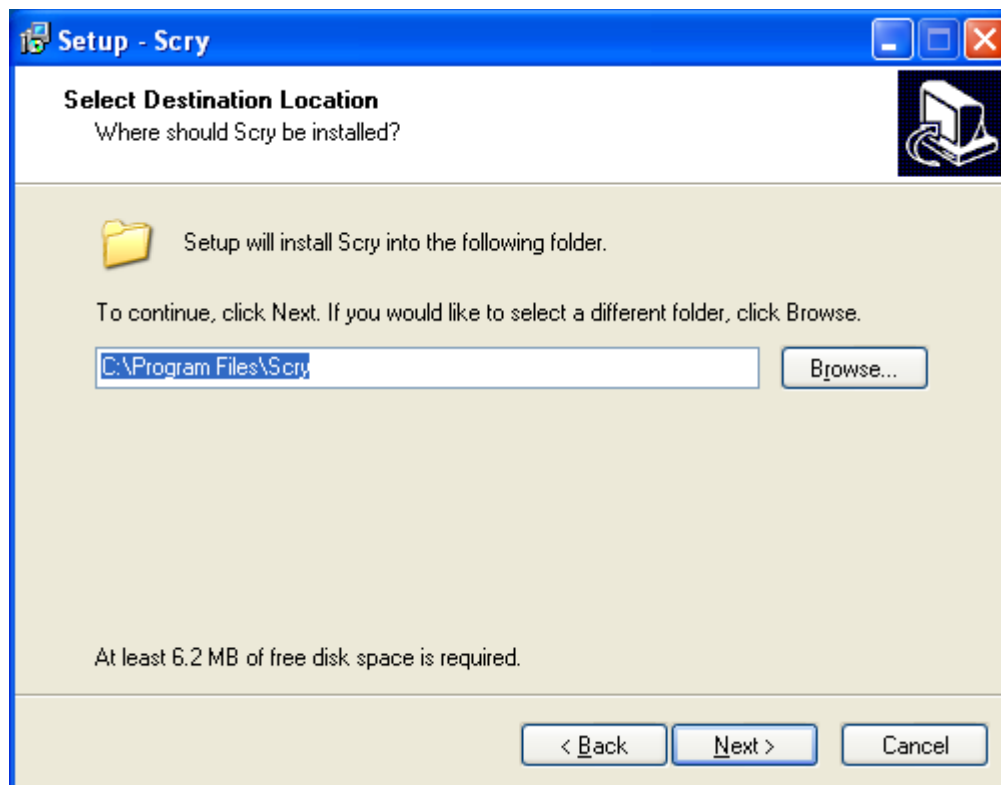 Setup - Scry
Select Destination Location
Where should Scry be installed?
Setup will install Scry into the following folder.
To continue, click Next. If you would like to select a different folder, click Browse.
C:\Program Files\Scry
Browse...
At least 6.2 MB of free disk space is required.
< Back Next > Cancel